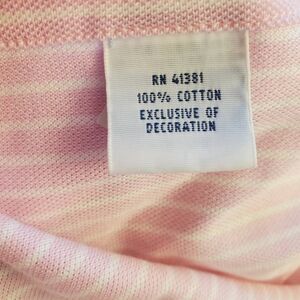 RN 41381
100% COTTON
EXCLUSIVE OF
DECORATION